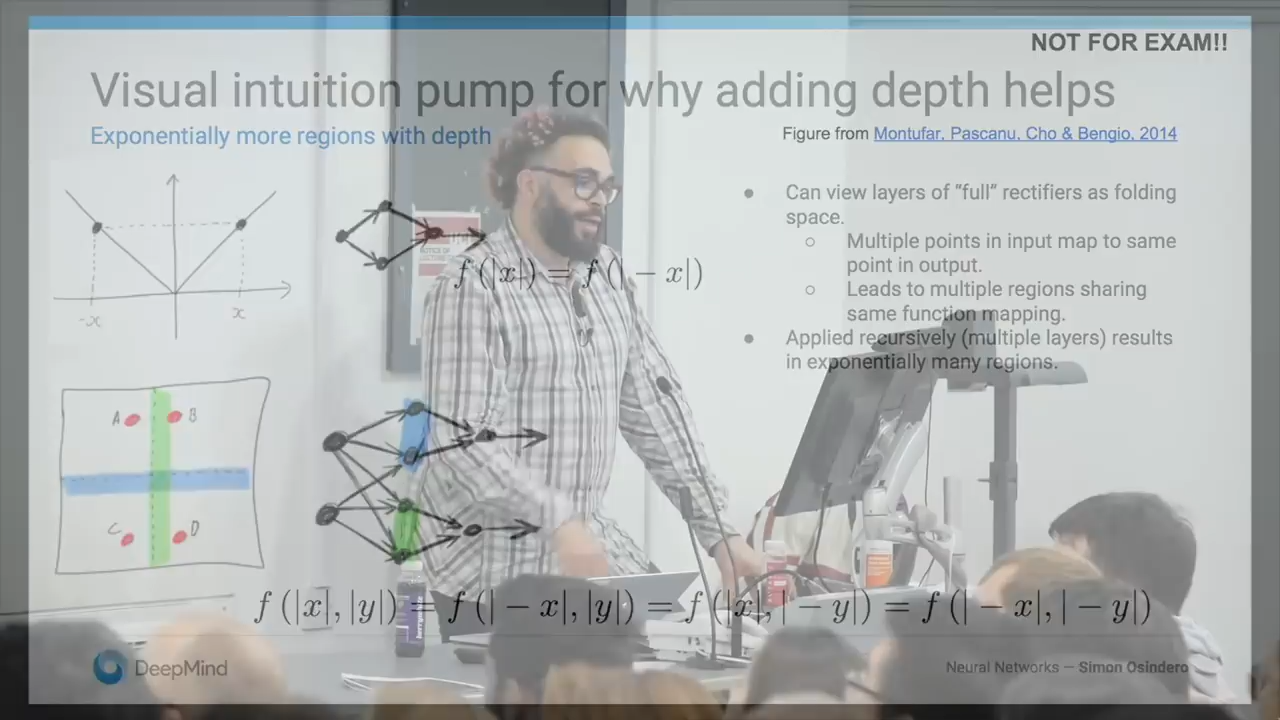 NOT FOR EXAM!!
Visual intuition pump for why adding depth helps
Exponentially more regions with depth
Figure from Montufar, Pascanu, Cho & Bengio, 2014
● Can view layers of “full” rectifiers as folding
space.
○ Multiple points in input map to same
point in output.
○ Leads to multiple regions sharing
same function mapping.
● Applied recursively (multiple layers) results
in exponentially many regions.
-x x
f(|x|) = f(|−x|)
A B
C D
f(|x|,|y|) = f(|−x|,|y|) = f(|x|,|−y|) = f(|−x|,|−y|)
DeepMind
Neural Networks — Simon Osindero